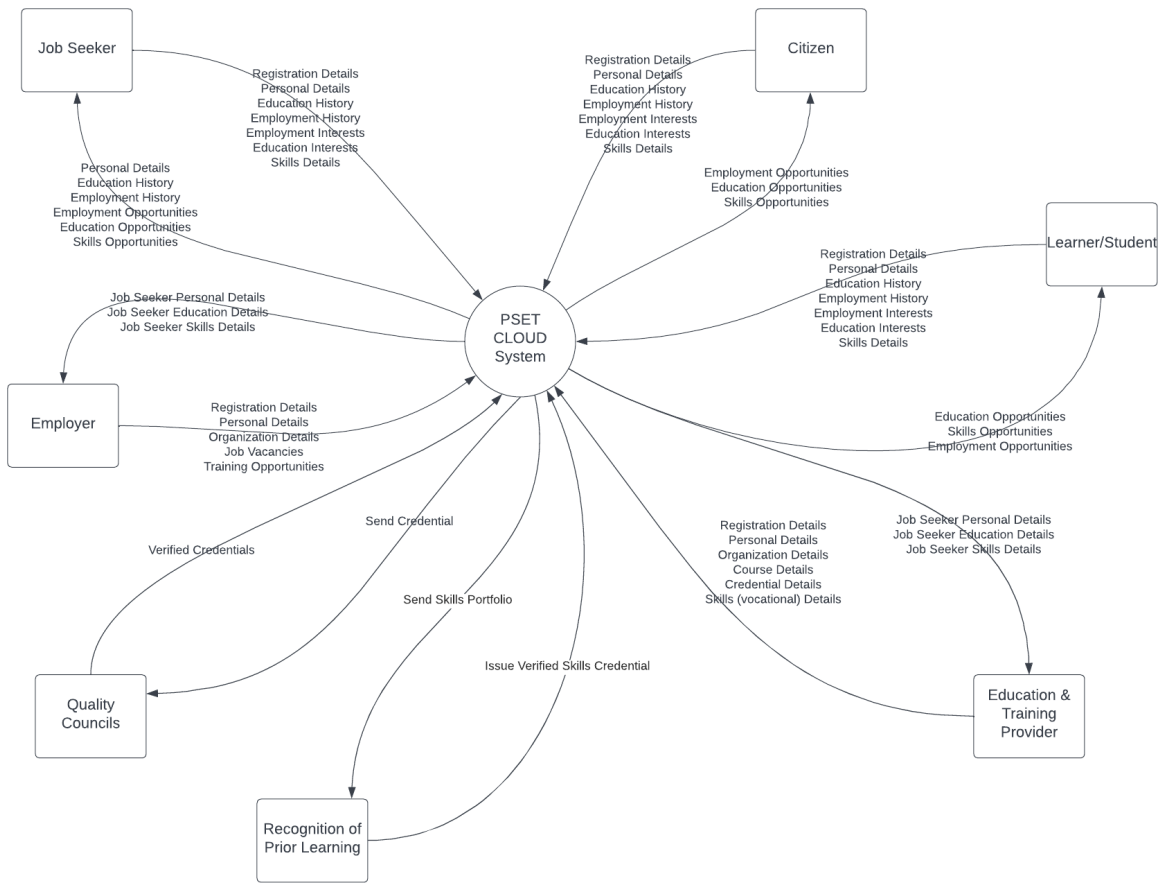 Job Seeker
Citizen
Registration Details
Personal Details
Education History
Employment History
Employment Interests
Education Interests
Skills Details
Registration Details
Personal Details
Education History
Employment History
Employment Interests
Education Interests
Skills Details
Personal Details
Education History
Employment History
Employment Opportunities
Education Opportunities
Skills Opportunities
Employment Opportunities
Education Opportunities
Skills Opportunities
Learner/Student
Registration Details
Personal Details
Education History
Employment History
Employment Interests
Education Interests
Skills Details
Job Seeker Personal Details
Job Seeker Education Details
Job Seeker Skills Details
PSET
CLOUD
System
Employer
Registration Details
Personal Details
Organization Details
Job Vacancies
Training Opportunities
Education Opportunities
Skills Opportunities
Employment Opportunities
Send Credential
Verified Credentials
Registration Details
Personal Details
Organization Details
Course Details
Credential Details
Skills (vocational) Details
Job Seeker Personal Details
Job Seeker Education Details
Job Seeker Skills Details
Send Skills Portfolio
Issue Verified Skills Credential
Quality
Councils
Education &
Training
Provider
Recognition of
Prior Learning